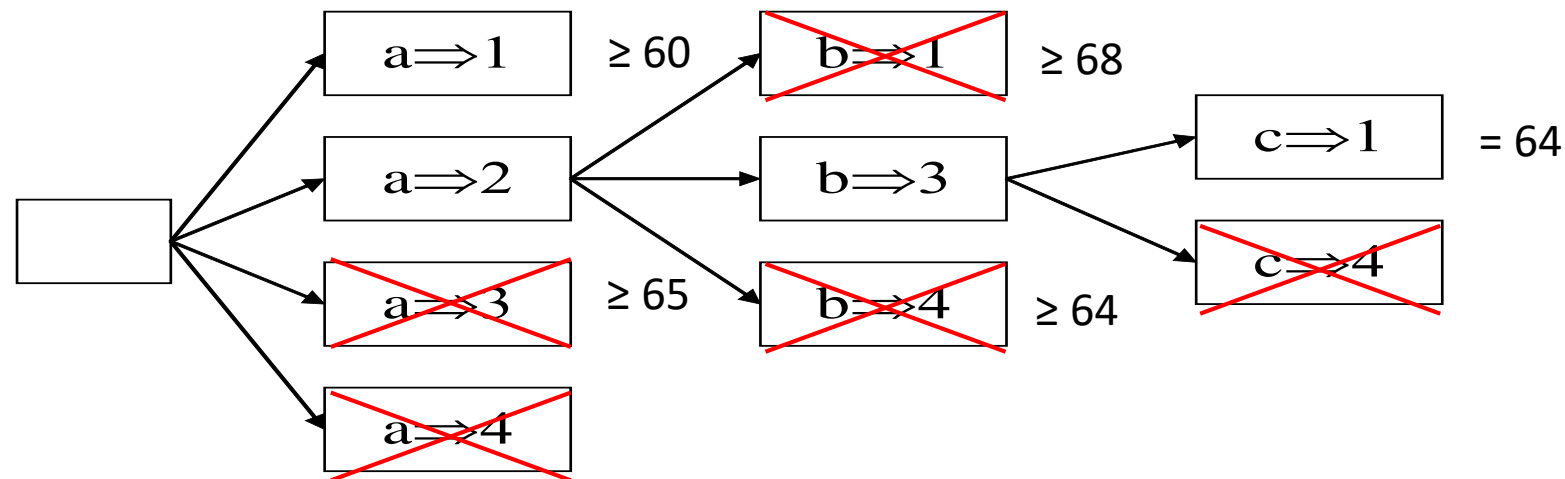 a⇒1 ≥ 60
b⇒1 ≥ 68
c⇒1 = 64
a⇒2
b⇒3
c⇒4
a⇒3 ≥ 65
b⇒4 ≥ 64
a⇒4